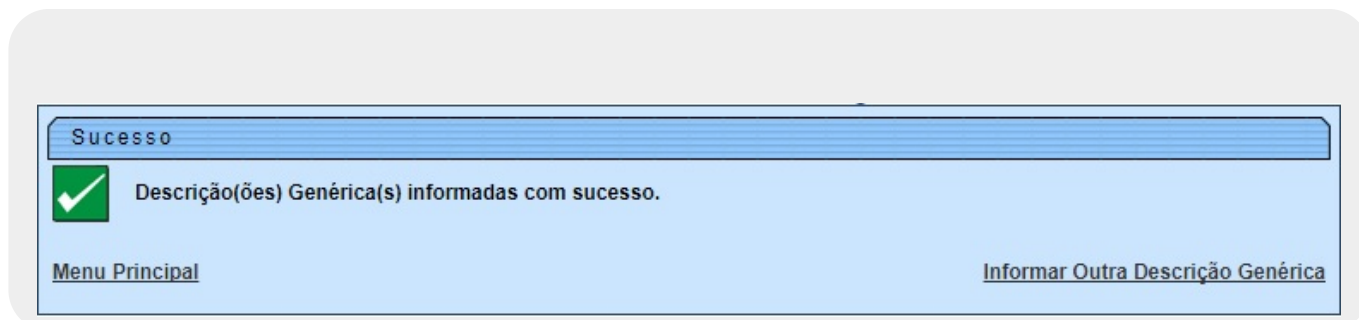 Sucesso
Descrição(ões) Genérica(s) informadas com sucesso.
Menu Principal
Informar Outra Descrição Genérica